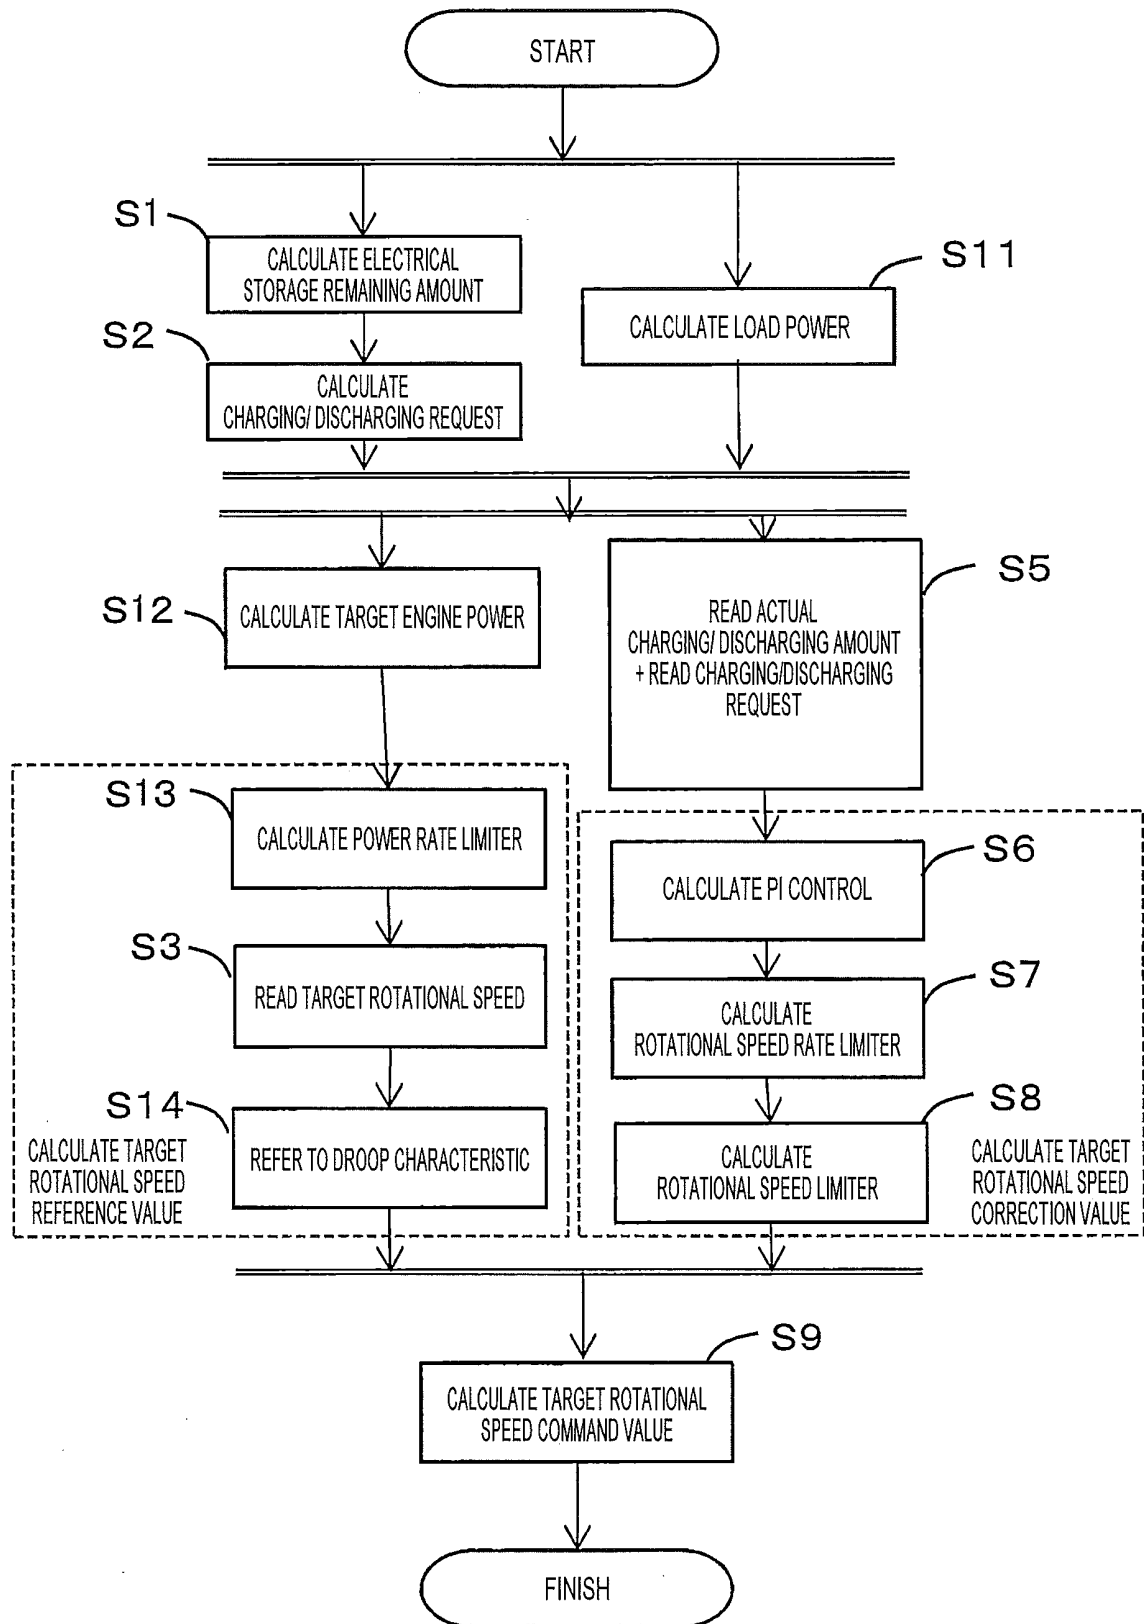 START
S1
CALCULATE ELECTRICAL
STORAGE REMAINING AMOUNT
S11
CALCULATE LOAD POWER
S2
CALCULATE
CHARGING/ DISCHARGING REQUEST
S12
CALCULATE TARGET ENGINE POWER
S5
READ ACTUAL
CHARGING/ DISCHARGING AMOUNT
+ READ CHARGING/DISCHARGING
REQUEST
S13
CALCULATE POWER RATE LIMITER
S3
READ TARGET ROTATIONAL SPEED
S14
REFER TO DROOP CHARACTERISTIC
CALCULATE TARGET
ROTATIONAL SPEED
REFERENCE VALUE
S6
CALCULATE PI CONTROL
S7
CALCULATE
ROTATIONAL SPEED RATE LIMITER
S8
CALCULATE
ROTATIONAL SPEED LIMITER
CALCULATE TARGET
ROTATIONAL SPEED
CORRECTION VALUE
S9
CALCULATE TARGET ROTATIONAL
SPEED COMMAND VALUE
FINISH